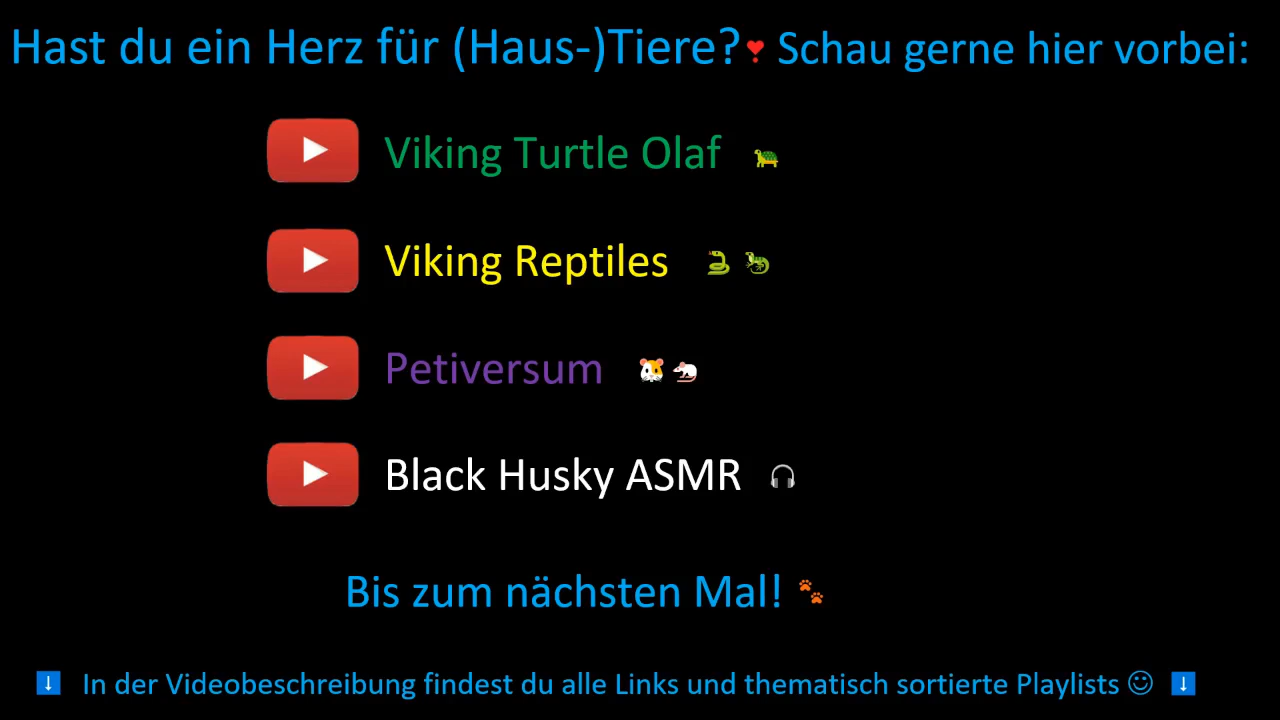 Hast du ein Herz für (Haus-)Tiere?❣ Schau gerne hier vorbei:
Viking Turtle Olaf 🐢
Viking Reptiles 🐍 🐉
Petiversum 🐹 🐁
Black Husky ASMR 🎧
Bis zum nächsten Mal! 🐾
⬇ In der Videobeschreibung findest du alle Links und thematisch sortierte Playlists ☺ ⬇